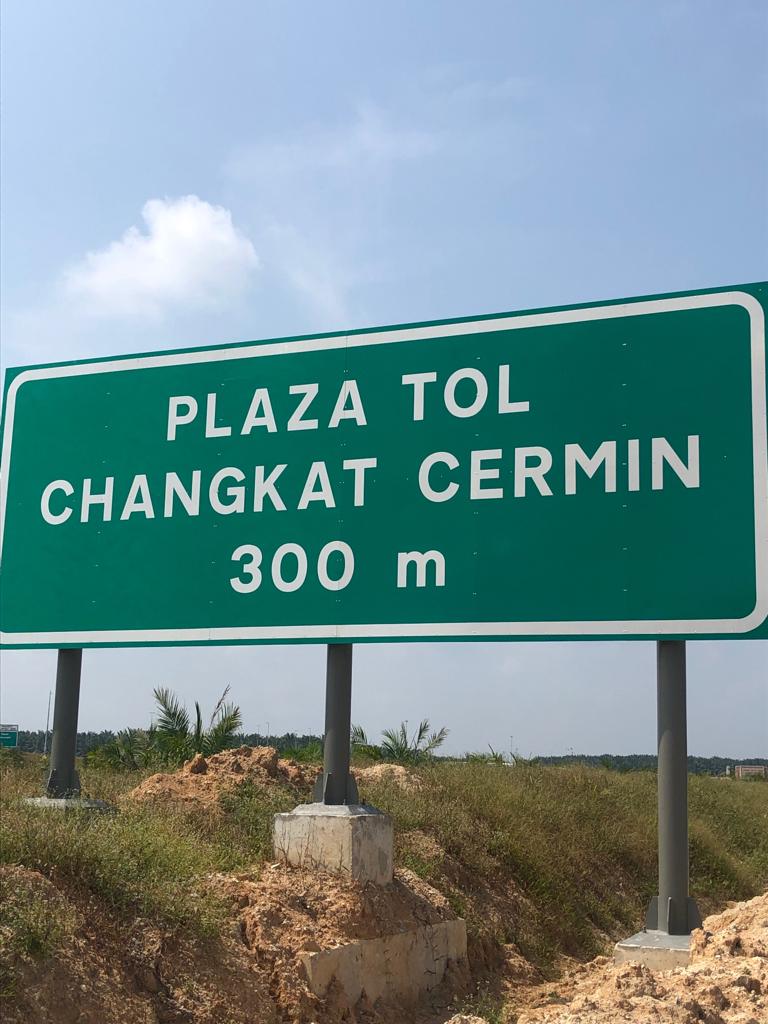 PLAZA TOL
CHANGKAT CERMIN
300 m